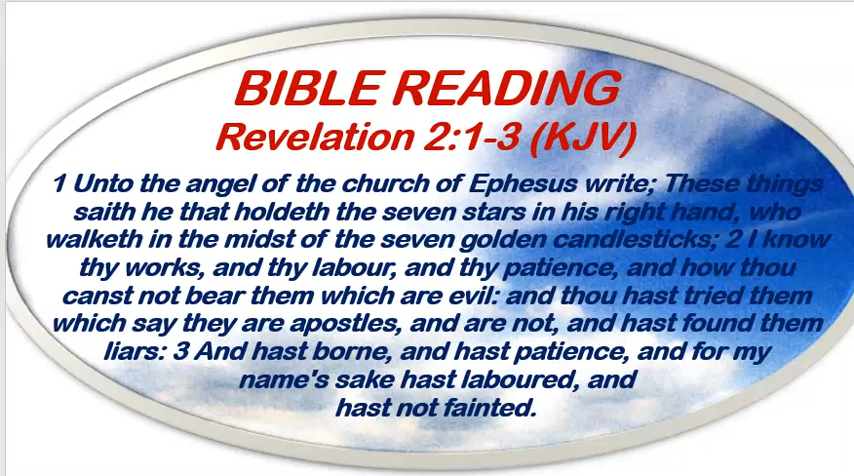 BIBLE READING
Revelation 2:1-3 (KJV)
1 Unto the angel of the church of Ephesus write; These things
saith he that holdeth the seven stars in his right hand, who
walketh in the midst of the seven golden candlesticks; 2 I know
thy works, and thy labour, and thy patience, and how thou
canst not bear them which are evil: and thou hast tried them
which say they are apostles, and are not, and hast found them
liars: 3 And hast borne, and hast patience, and for my
name's sake hast laboured, and
hast not fainted.